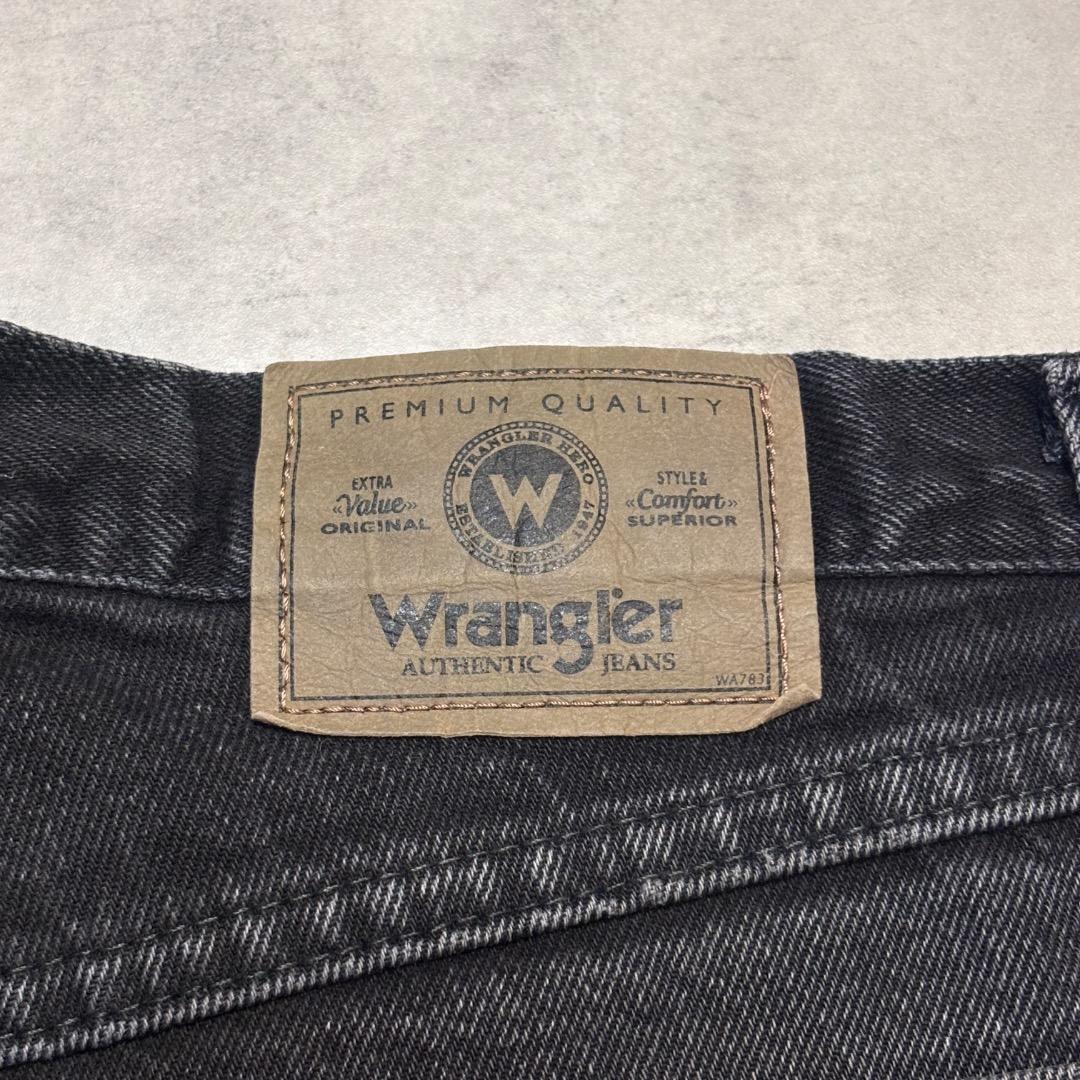 PREMIUM QUALITY
WRANGLER HERO
ESTABLISHED 1947
W
EXTRA
«Value»
ORIGINAL
STYLE &
«Comfort»
SUPERIOR
Wrangler
AUTHENTIC JEANS
WA783